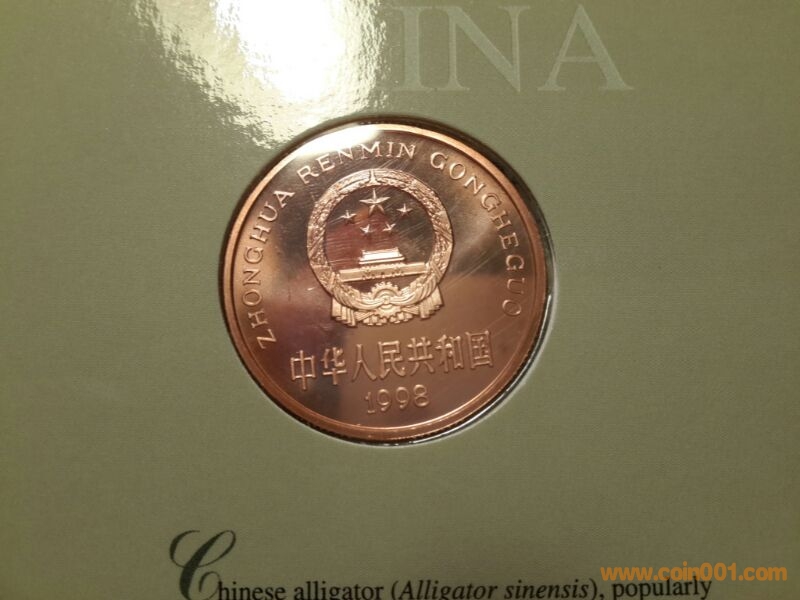 INA
ZHONGHUA RENMIN GONGHEGUO
中华人民共和国
1998
Chinese alligator (Alligator sinensis), popularly
www.coin001.com